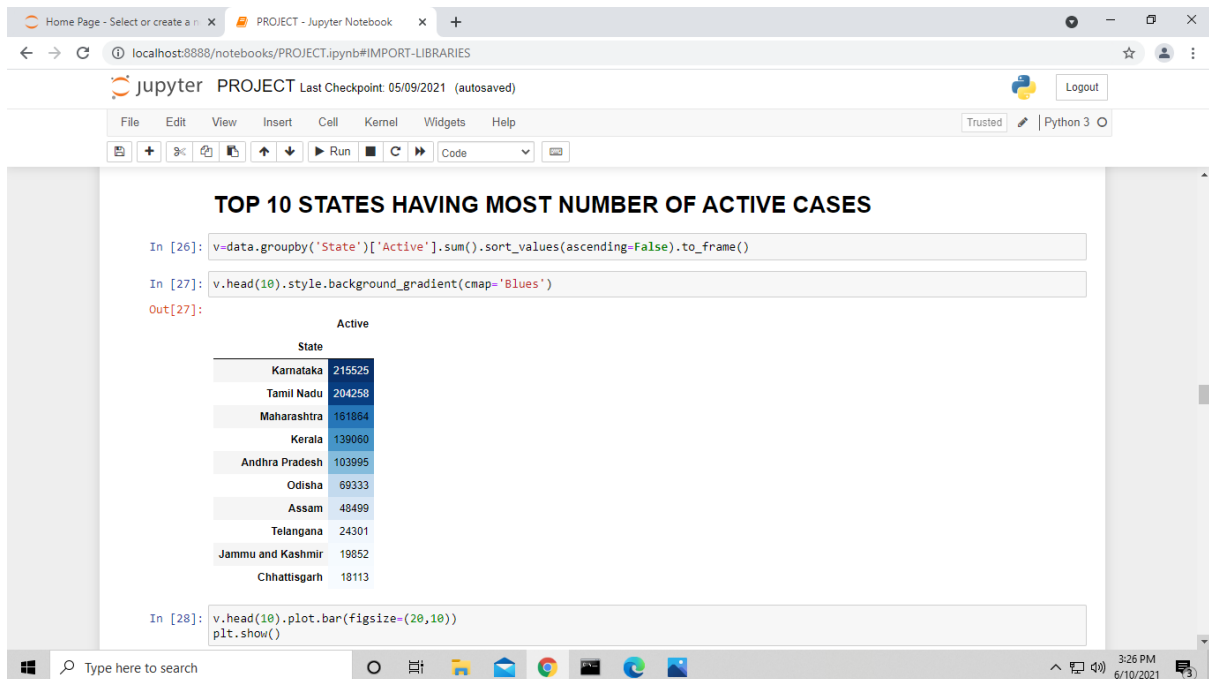 Home Page - Select or create a n
PROJECT - Jupyter Notebook
localhost:8888/notebooks/PROJECT.ipynb#IMPORT-LIBRARIES
jupyter PROJECT Last Checkpoint: 05/09/2021 (autosaved)
Logout
File Edit View Insert Cell Kernel Widgets Help
Trusted Python 3
Run Code
TOP 10 STATES HAVING MOST NUMBER OF ACTIVE CASES
In [26]: v=data.groupby('State')['Active'].sum().sort_values(ascending=False).to_frame()
In [27]: v.head(10).style.background_gradient(cmap='Blues')
Out[27]:
Active
State
Karnataka 215525
Tamil Nadu 204258
Maharashtra 161864
Kerala 139060
Andhra Pradesh 103995
Odisha 69333
Assam 48499
Telangana 24301
Jammu and Kashmir 19852
Chhattisgarh 18113
In [28]: v.head(10).plot.bar(figsize=(20,10))
plt.show()
Type here to search
3:26 PM
6/10/2021
3